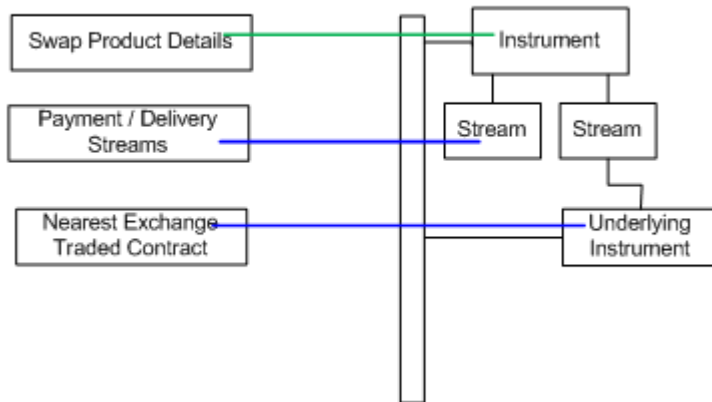 Swap Product Details
Instrument
Payment / Delivery
Streams
Stream
Stream
Nearest Exchange
Traded Contract
Underlying
Instrument